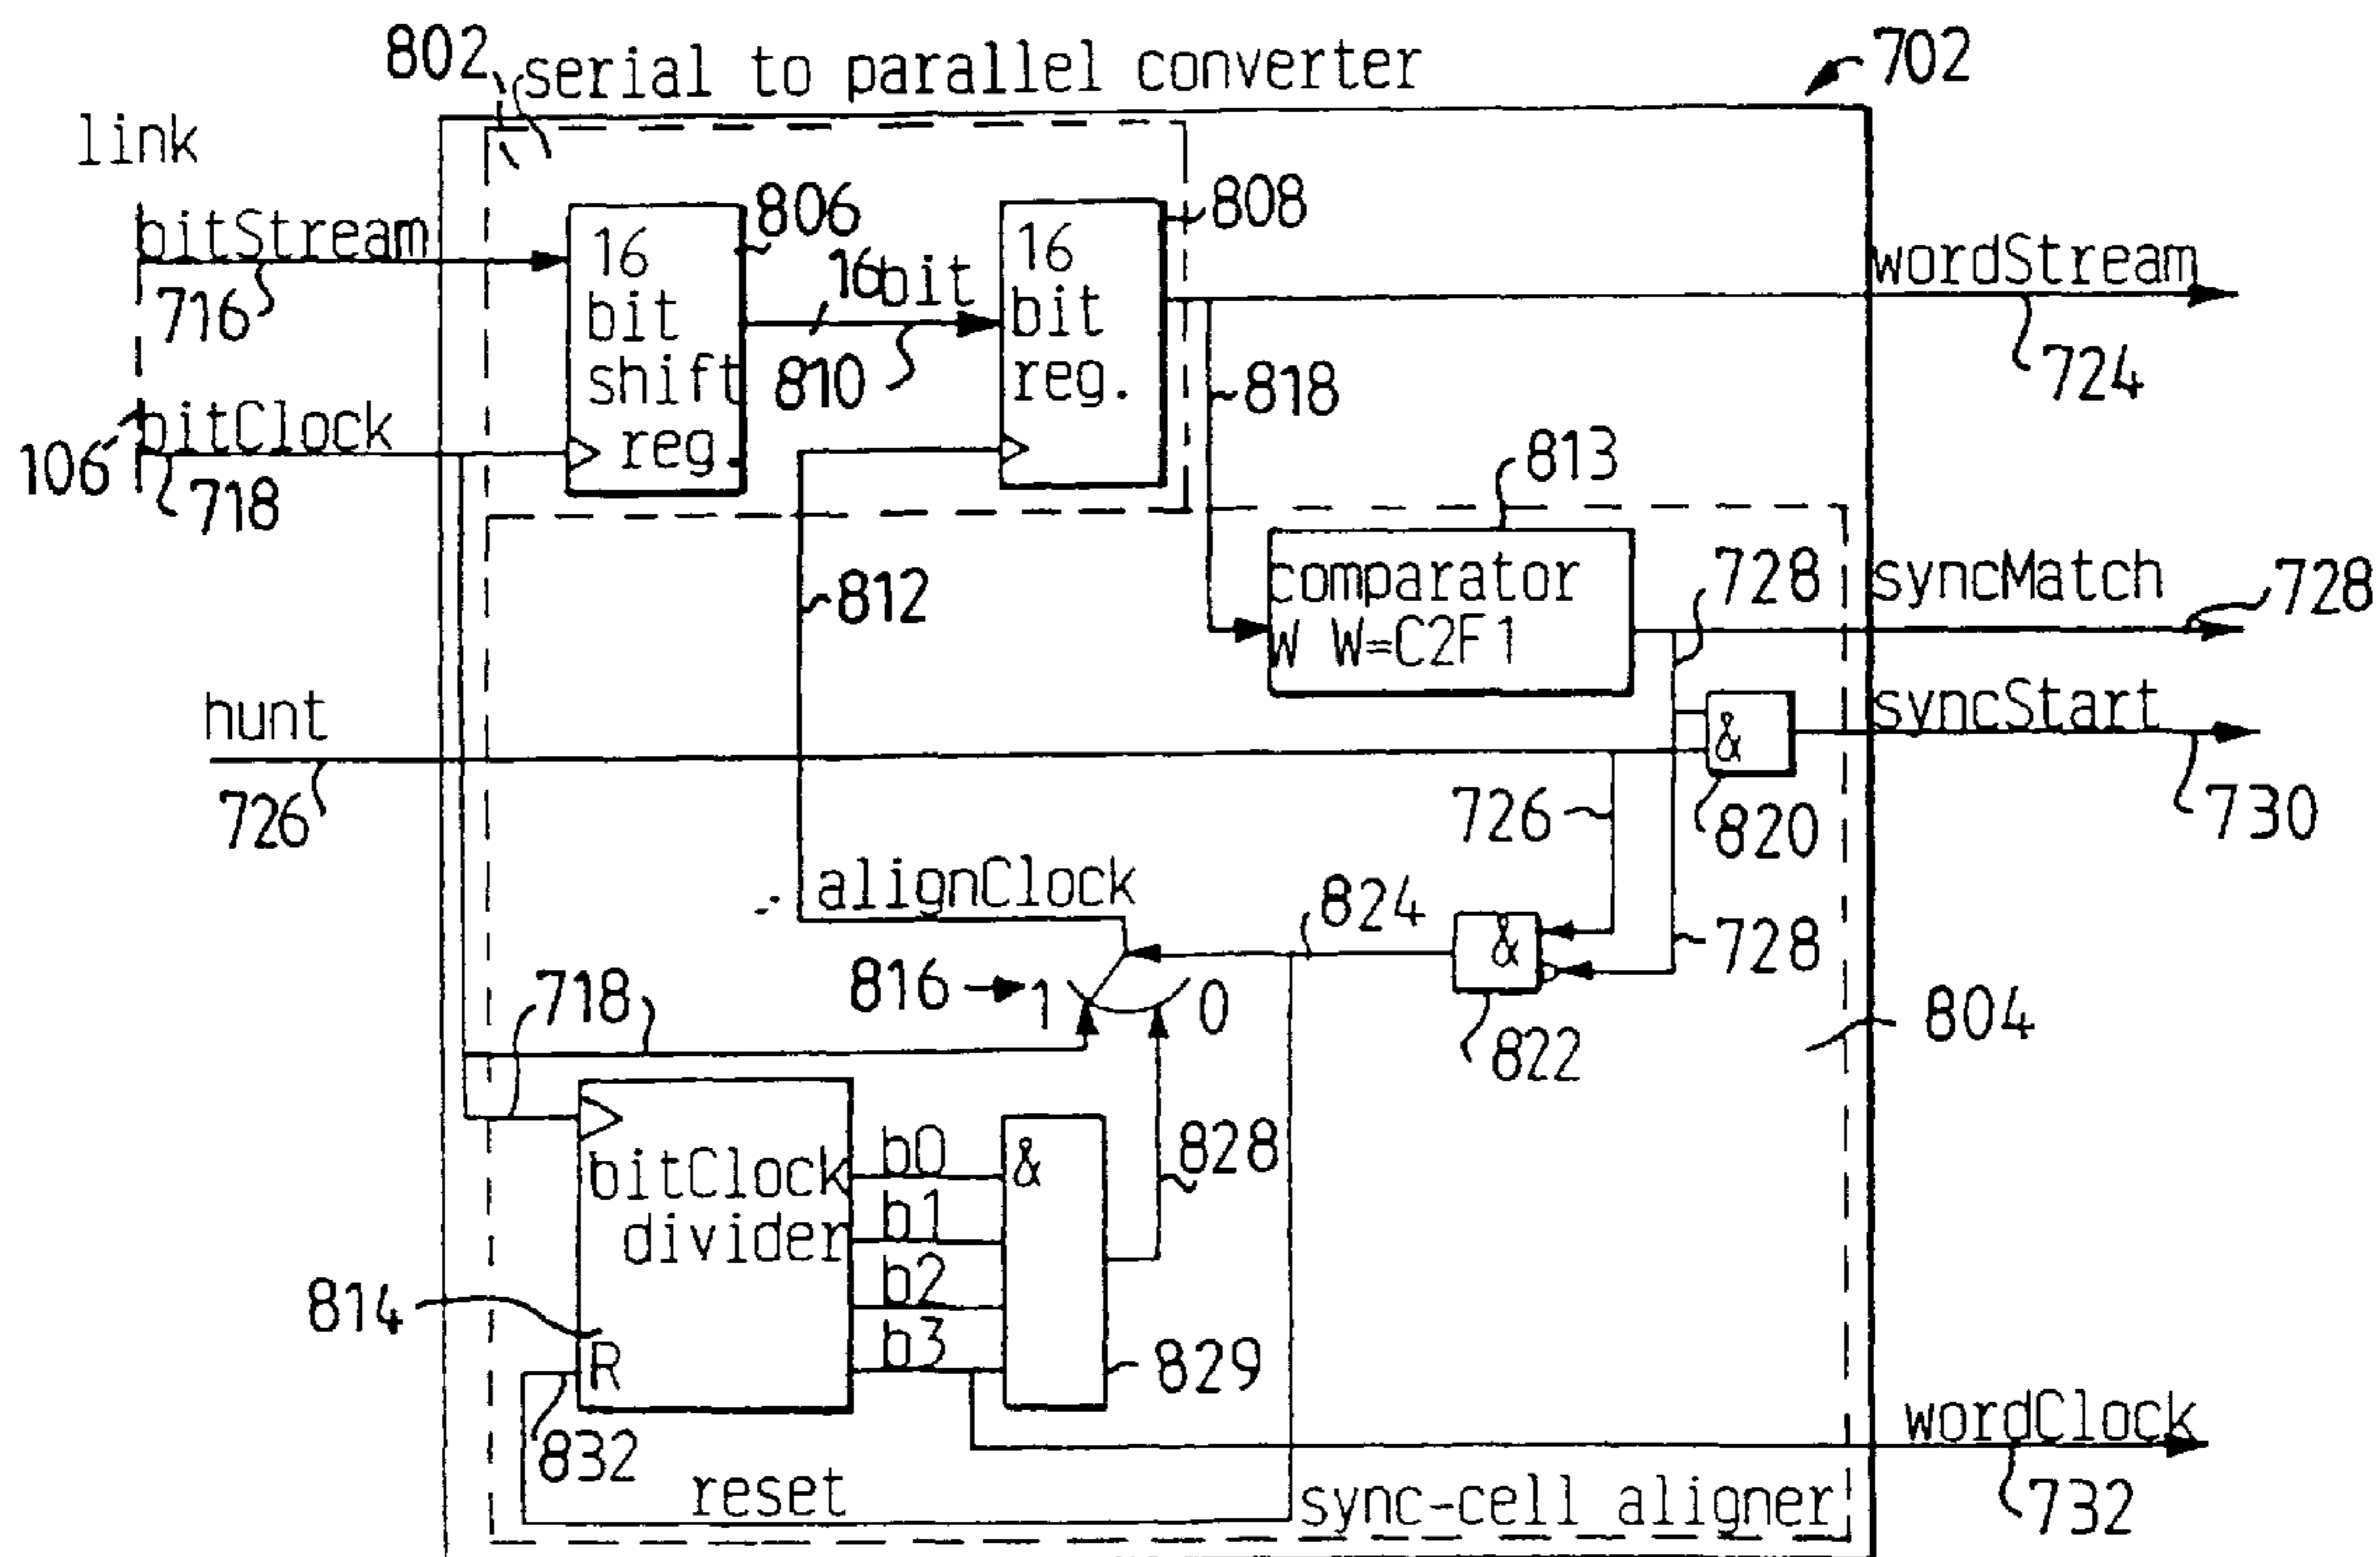 802 serial to parallel converter
702
link
bitStream
716
106
bitClock
718
16
bit
shift
reg.
806
16bit
810
16
bit
reg.
808
wordStream
724
818
813
comparator
W W=C2F1
812
728
syncMatch
728
hunt
726
&
syncStart
730
820
726
alignClock
824
&
728
822
816
1
0
804
718
bitClock
divider
R
814
832
b0
b1
b2
b3
&
828
829
wordClock
732
reset
sync-cell aligner